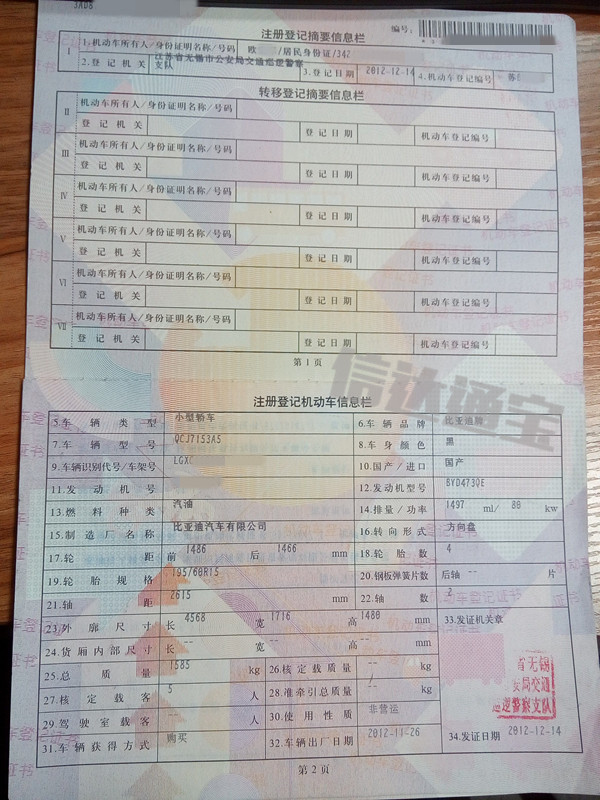 3AD8
注册登记摘要信息栏
编号:
I
1.机动车所有人/身份证明名称/号码 欧 /居民身份证/342
2.登记机关 江苏省无锡市公安局交通巡逻警察支队 3.登记日期 2012-12-14 4.机动车登记编号 苏
转移登记摘要信息栏
II 机动车所有人/身份证明名称/号码
登记机关 登记日期 机动车登记编号
III 机动车所有人/身份证明名称/号码
登记机关 登记日期 机动车登记编号
IV 机动车所有人/身份证明名称/号码
登记机关 登记日期 机动车登记编号
V 机动车所有人/身份证明名称/号码
登记机关 登记日期 机动车登记编号
VI 机动车所有人/身份证明名称/号码
登记机关 登记日期 机动车登记编号
VII 机动车所有人/身份证明名称/号码
登记机关 登记日期 机动车登记编号
第1页
信达通宝
注册登记机动车信息栏
5.车辆类型 小型轿车 6.车辆品牌 比亚迪牌
7.车辆型号 QCJ7153A5 8.车身颜色 黑
9.车辆识别代号/车架号 LGXC 10.国产/进口 国产
11.发动机号 12.发动机型号 BYD473QE
13.燃料种类 汽油 14.排量/功率 1497 ml/ 80 kw
15.制造厂名称 比亚迪汽车有限公司 16.转向形式 方向盘
17.轮距 前 1486 后 1466 mm 18.轮胎数 4
19.轮胎规格 195/60R15 20.钢板弹簧片数 后轴 -- 片
21.轴距 2615 mm 22.轴数 2
23.外廓尺寸 长 4568 宽 1716 高 1480 mm 33.发证机关章
24.货厢内部尺寸 长 -- 宽 -- 高 -- mm
25.总质量 1585 kg 26.核定载质量 -- kg
27.核定载客 5 人 28.准牵引总质量 -- kg
29.驾驶室载客 -- 人 30.使用性质 非营运
31.车辆获得方式 购买 32.车辆出厂日期 2012-11-26 34.发证日期 2012-12-14
省无锡
安局交通
巡逻警察支队
第2页